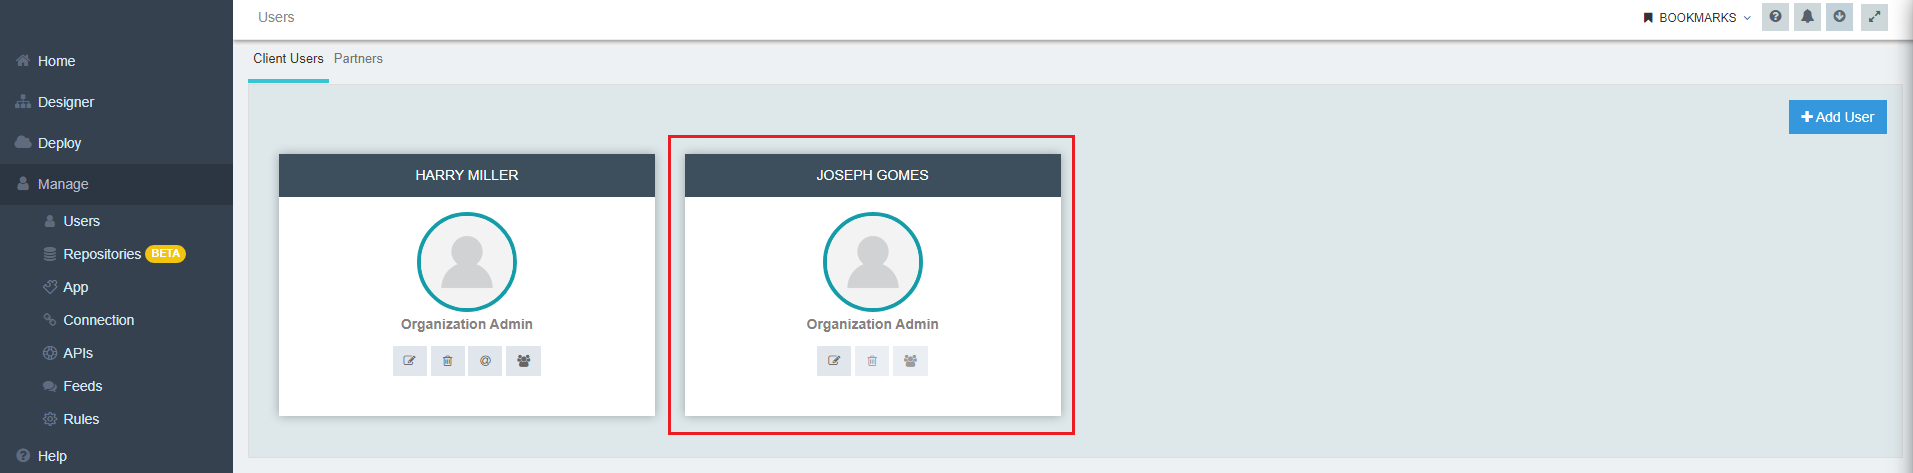 Users
BOOKMARKS
Home
Designer
Deploy
Manage
Users
Repositories BETA
App
Connection
APIs
Feeds
Rules
Help
Client Users Partners
Add User
HARRY MILLER
Organization Admin
@
JOSEPH GOMES
Organization Admin